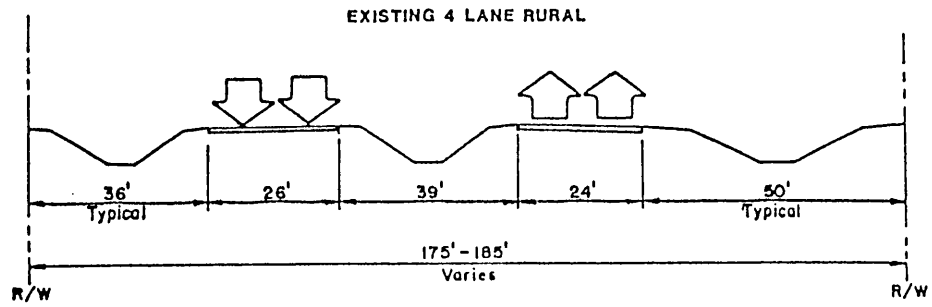 EXISTING 4 LANE RURAL
36'
Typical
26'
39'
24'
50'
Typical
175'-185'
Varies
R/W
R/W